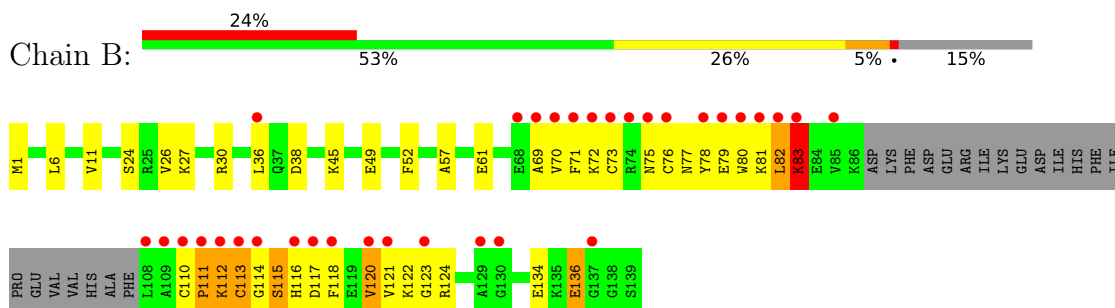 24%
Chain B:
53% 26% 5% • 15%
M1 L6 V11 S24 R25 V26 K27 R30 L36 Q37 D38 K45 E49 F52 A57 E61 E68 A69 V70 F71 K72 C73 R74 N75 C76 N77 Y78 E79 W80 K81 L82 K83 E84 V85 K86 ASP LYS PHE ASP GLU ARG ILE LYS GLU ASP ILE HIS PHE ILE
PRO GLU VAL VAL HIS ALA PHE L108 A109 C110 P111 K112 C113 G114 S115 H116 D117 F118 E119 V120 V121 K122 G123 R124 A129 G130 E134 K135 E136 G137 G138 S139